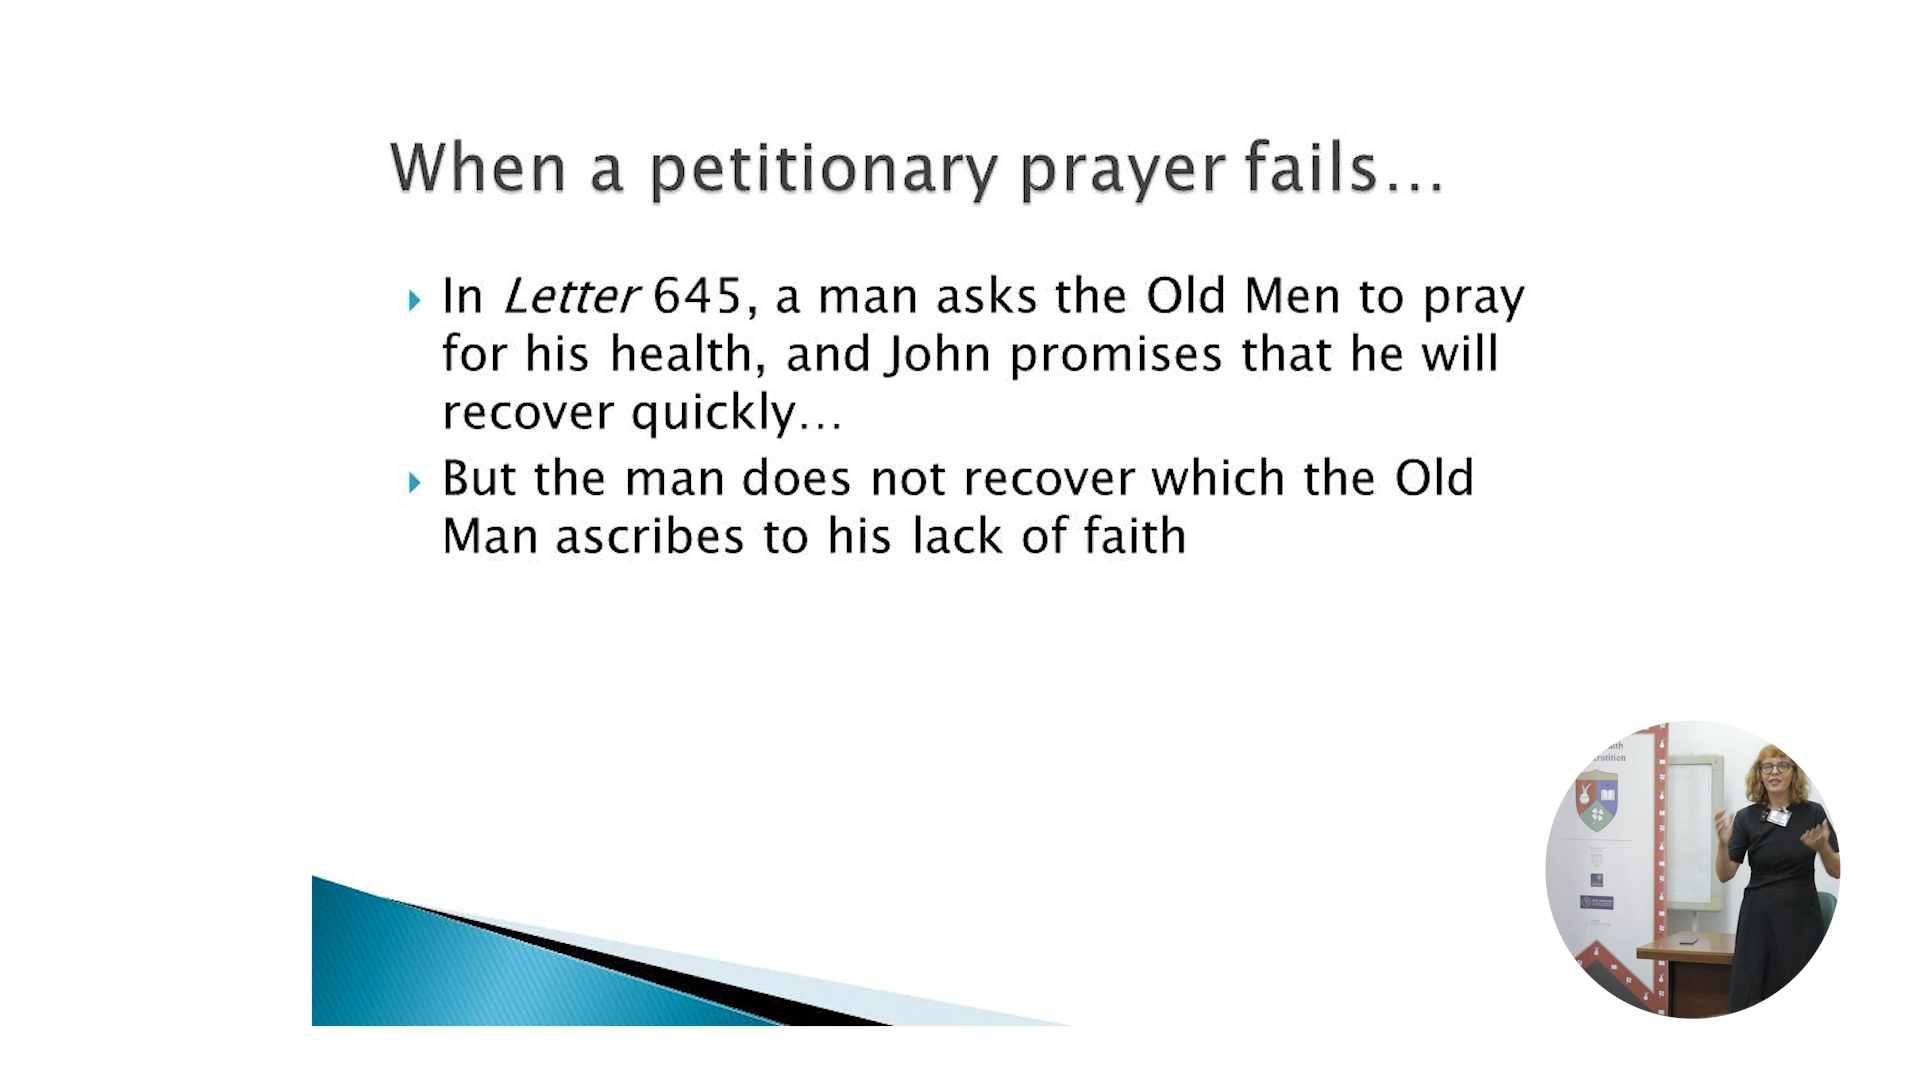 When a petitionary prayer fails…
In Letter 645, a man asks the Old Men to pray
for his health, and John promises that he will
recover quickly…
But the man does not recover which the Old
Man ascribes to his lack of faith